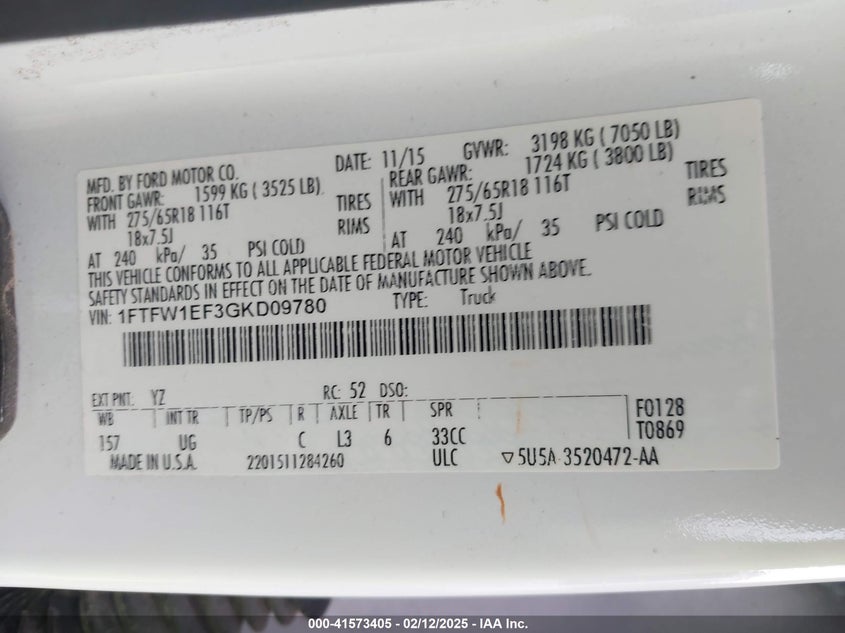 MFD. BY FORD MOTOR CO. DATE: 11/15 GVWR: 3198 KG ( 7050 LB)
FRONT GAWR: 1599 KG ( 3525 LB) REAR GAWR: 1724 KG ( 3800 LB)
WITH 275/65R18 116T TIRES WITH 275/65R18 116T TIRES
18x7.5J RIMS 18x7.5J RIMS
AT 240 kPa/ 35 PSI COLD AT 240 kPa/ 35 PSI COLD
THIS VEHICLE CONFORMS TO ALL APPLICABLE FEDERAL MOTOR VEHICLE
SAFETY STANDARDS IN EFFECT ON THE DATE OF MANUFACTURE SHOWN ABOVE.
VIN: 1FTFW1EF3GKD09780 TYPE: Truck
EXT PNT: YZ RC: 52 DSO:
WB INT TR TP/PS R AXLE TR SPR F0128
157 UG C L3 6 33CC T0869
MADE IN U.S.A. 2201511284260 ULC ▽5U5A 3520472-AA
000-41573405 - 02/12/2025 - IAA Inc.